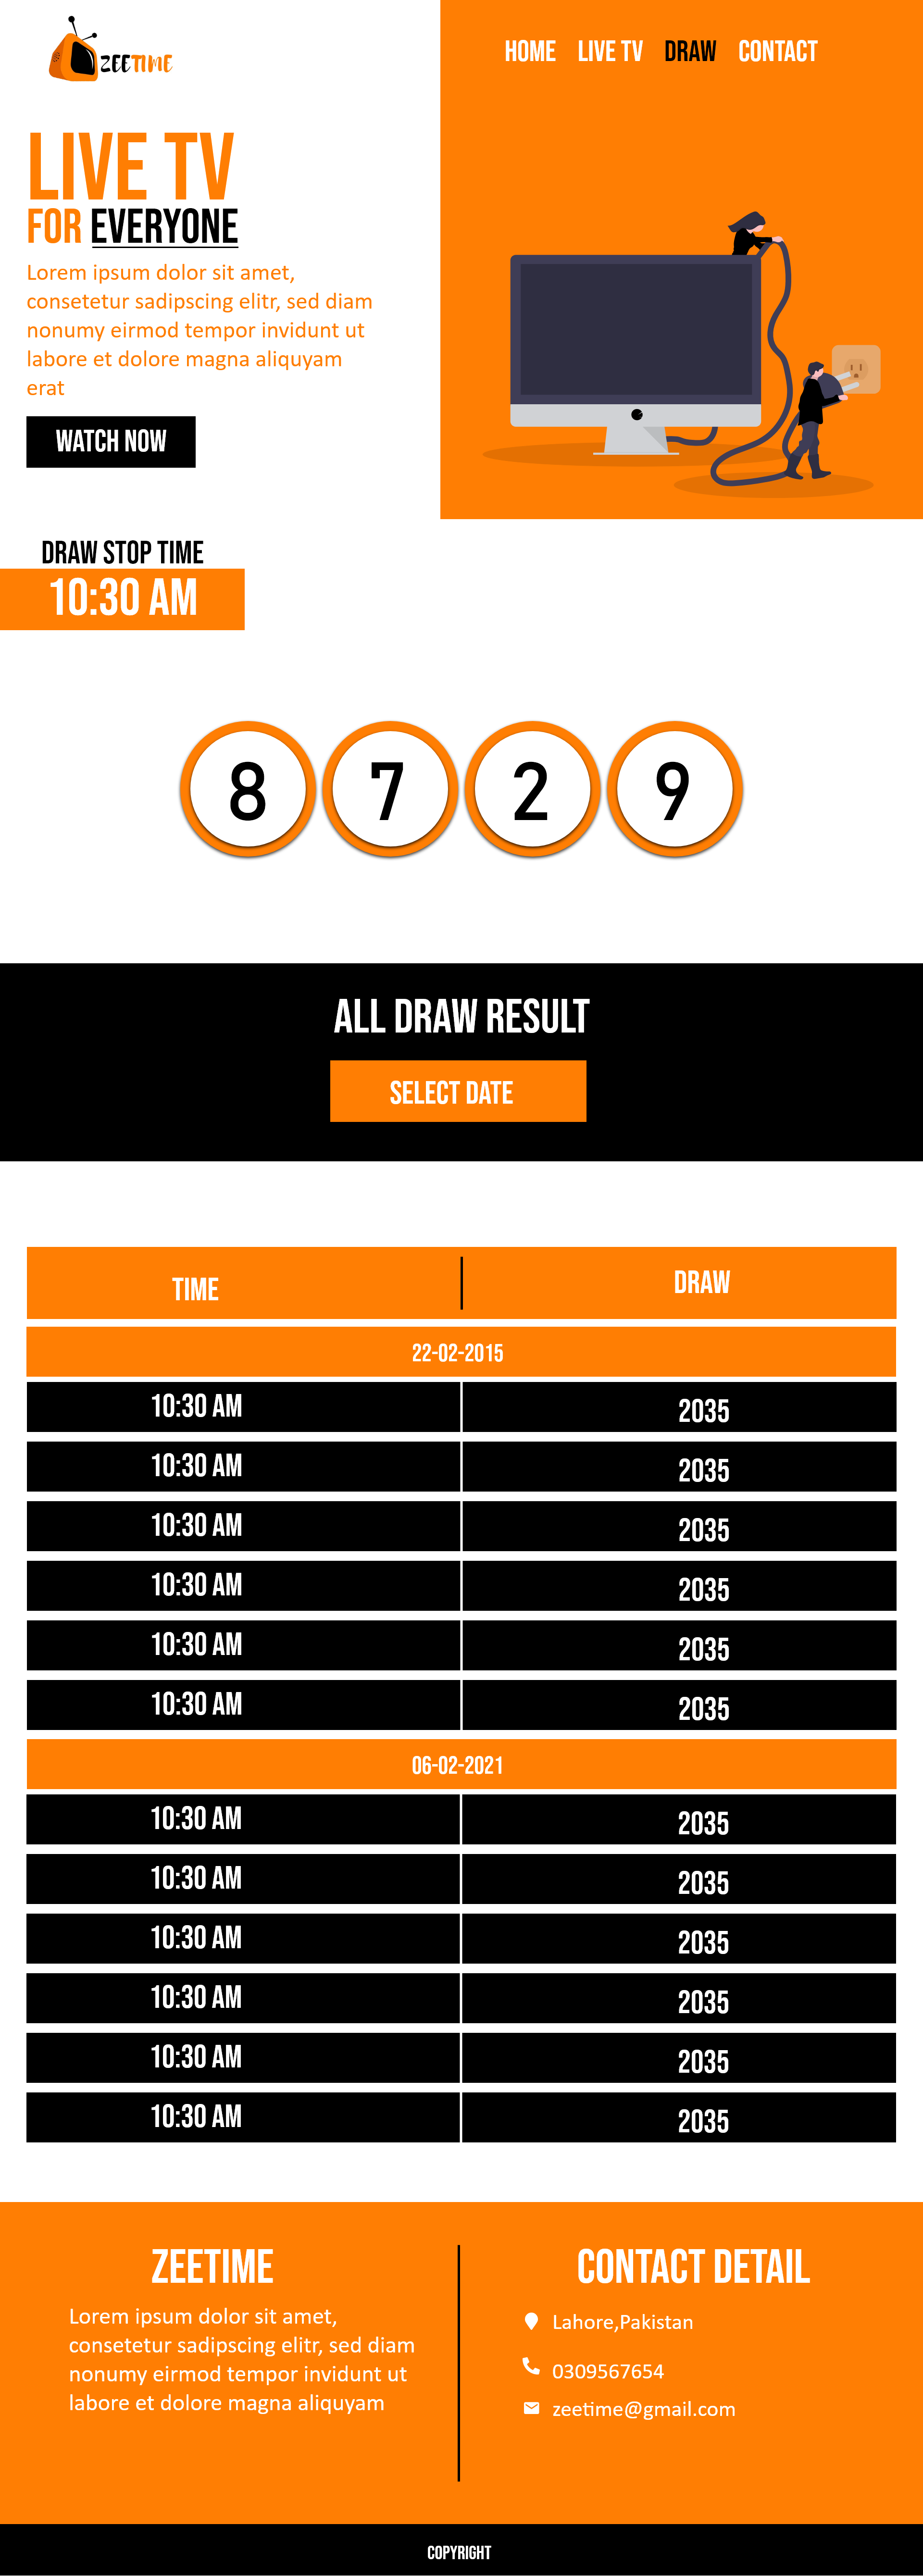 ZEETIME
HOME LIVE TV DRAW CONTACT
LIVE TV
FOR EVERYONE
Lorem ipsum dolor sit amet,
consetetur sadipscing elitr, sed diam
nonumy eirmod tempor invidunt ut
labore et dolore magna aliquyam
erat
WATCH NOW
DRAW STOP TIME
10:30 AM
8 7 2 9
ALL DRAW RESULT
SELECT DATE
TIME DRAW
22-02-2015
10:30 AM 2035
10:30 AM 2035
10:30 AM 2035
10:30 AM 2035
10:30 AM 2035
10:30 AM 2035
06-02-2021
10:30 AM 2035
10:30 AM 2035
10:30 AM 2035
10:30 AM 2035
10:30 AM 2035
10:30 AM 2035
ZEETIME
Lorem ipsum dolor sit amet,
consetetur sadipscing elitr, sed diam
nonumy eirmod tempor invidunt ut
labore et dolore magna aliquyam
CONTACT DETAIL
Lahore,Pakistan
0309567654
zeetime@gmail.com
COPYRIGHT